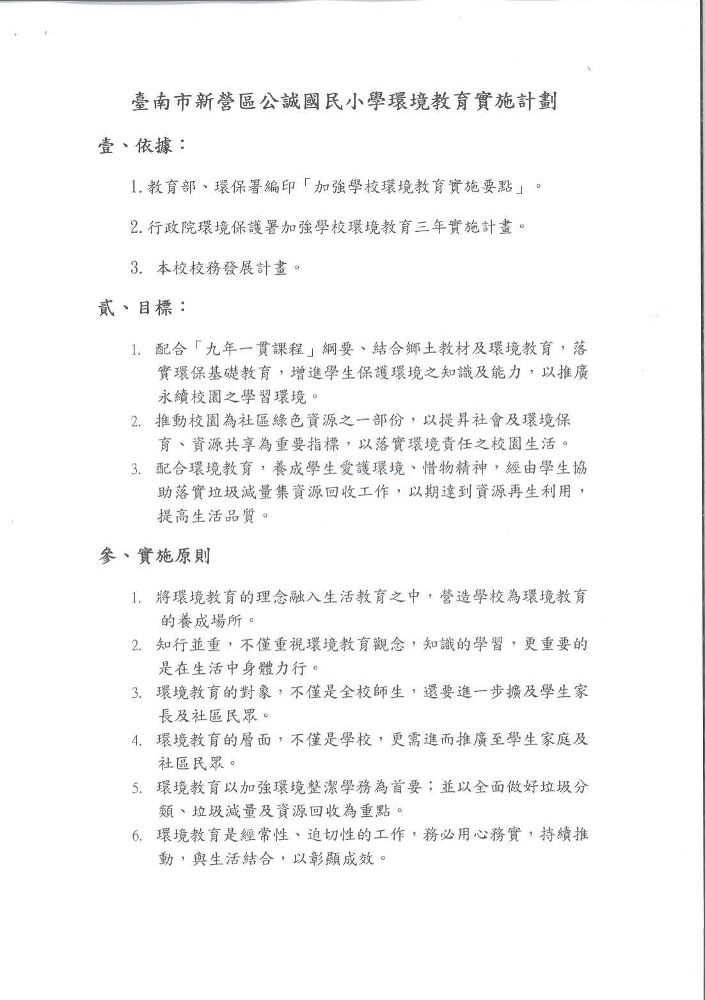 臺南市新營區公誠國民小學環境教育實施計劃
壹、依據：
1.教育部、環保署編印「加強學校環境教育實施要點」。
2.行政院環境保護署加強學校環境教育三年實施計畫。
3. 本校校務發展計畫。
貳、目標：
1. 配合「九年一貫課程」綱要、結合鄉土教材及環境教育，落
實環保基礎教育，增進學生保護環境之知識及能力，以推廣
永續校園之學習環境。
2. 推動校園為社區綠色資源之一部份，以提昇社會及環境保
育、資源共享為重要指標，以落實環境責任之校園生活。
3. 配合環境教育，養成學生愛護環境、惜物精神，經由學生協
助落實垃圾減量集資源回收工作，以期達到資源再生利用，
提高生活品質。
參、實施原則
1. 將環境教育的理念融入生活教育之中，營造學校為環境教育
的養成場所。
2. 知行並重，不僅重視環境教育觀念，知識的學習，更重要的
是在生活中身體力行。
3. 環境教育的對象，不僅是全校師生，還要進一步擴及學生家
長及社區民眾。
4. 環境教育的層面，不僅是學校，更需進而推廣至學生家庭及
社區民眾。
5. 環境教育以加強環境整潔學務為首要；並以全面做好垃圾分
類、垃圾減量及資源回收為重點。
6. 環境教育是經常性、迫切性的工作，務必用心務實，持續推
動，與生活結合，以彰顯成效。